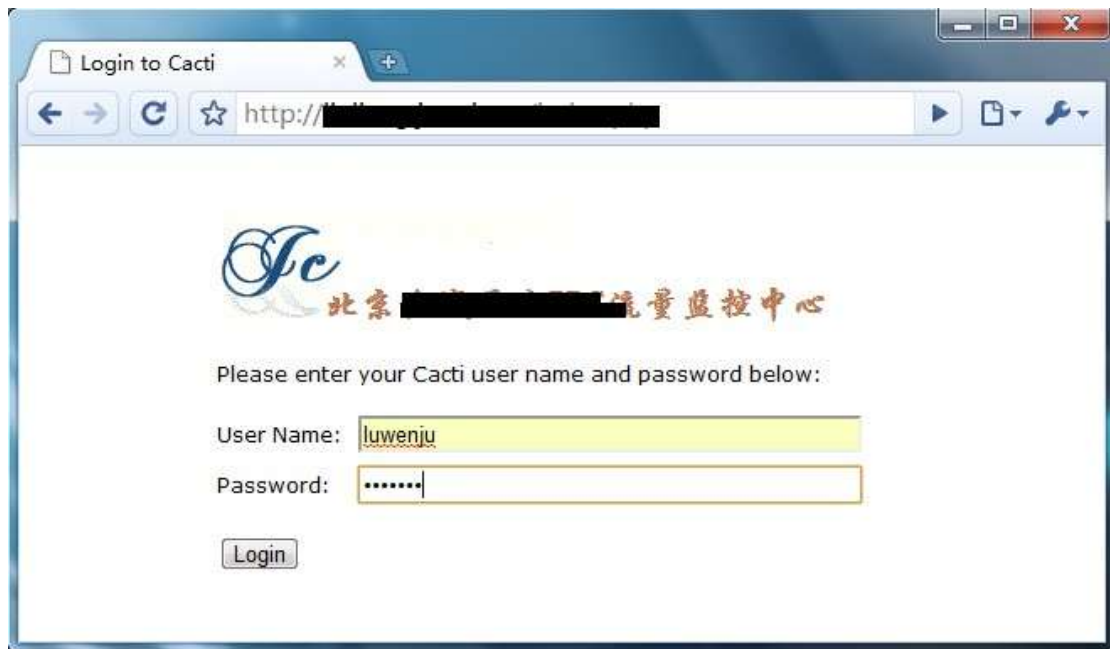 Login to Cacti
http://
Jc
北京
流量监控中心
Please enter your Cacti user name and password below:
User Name: luwenju
Password: •••••••
Login